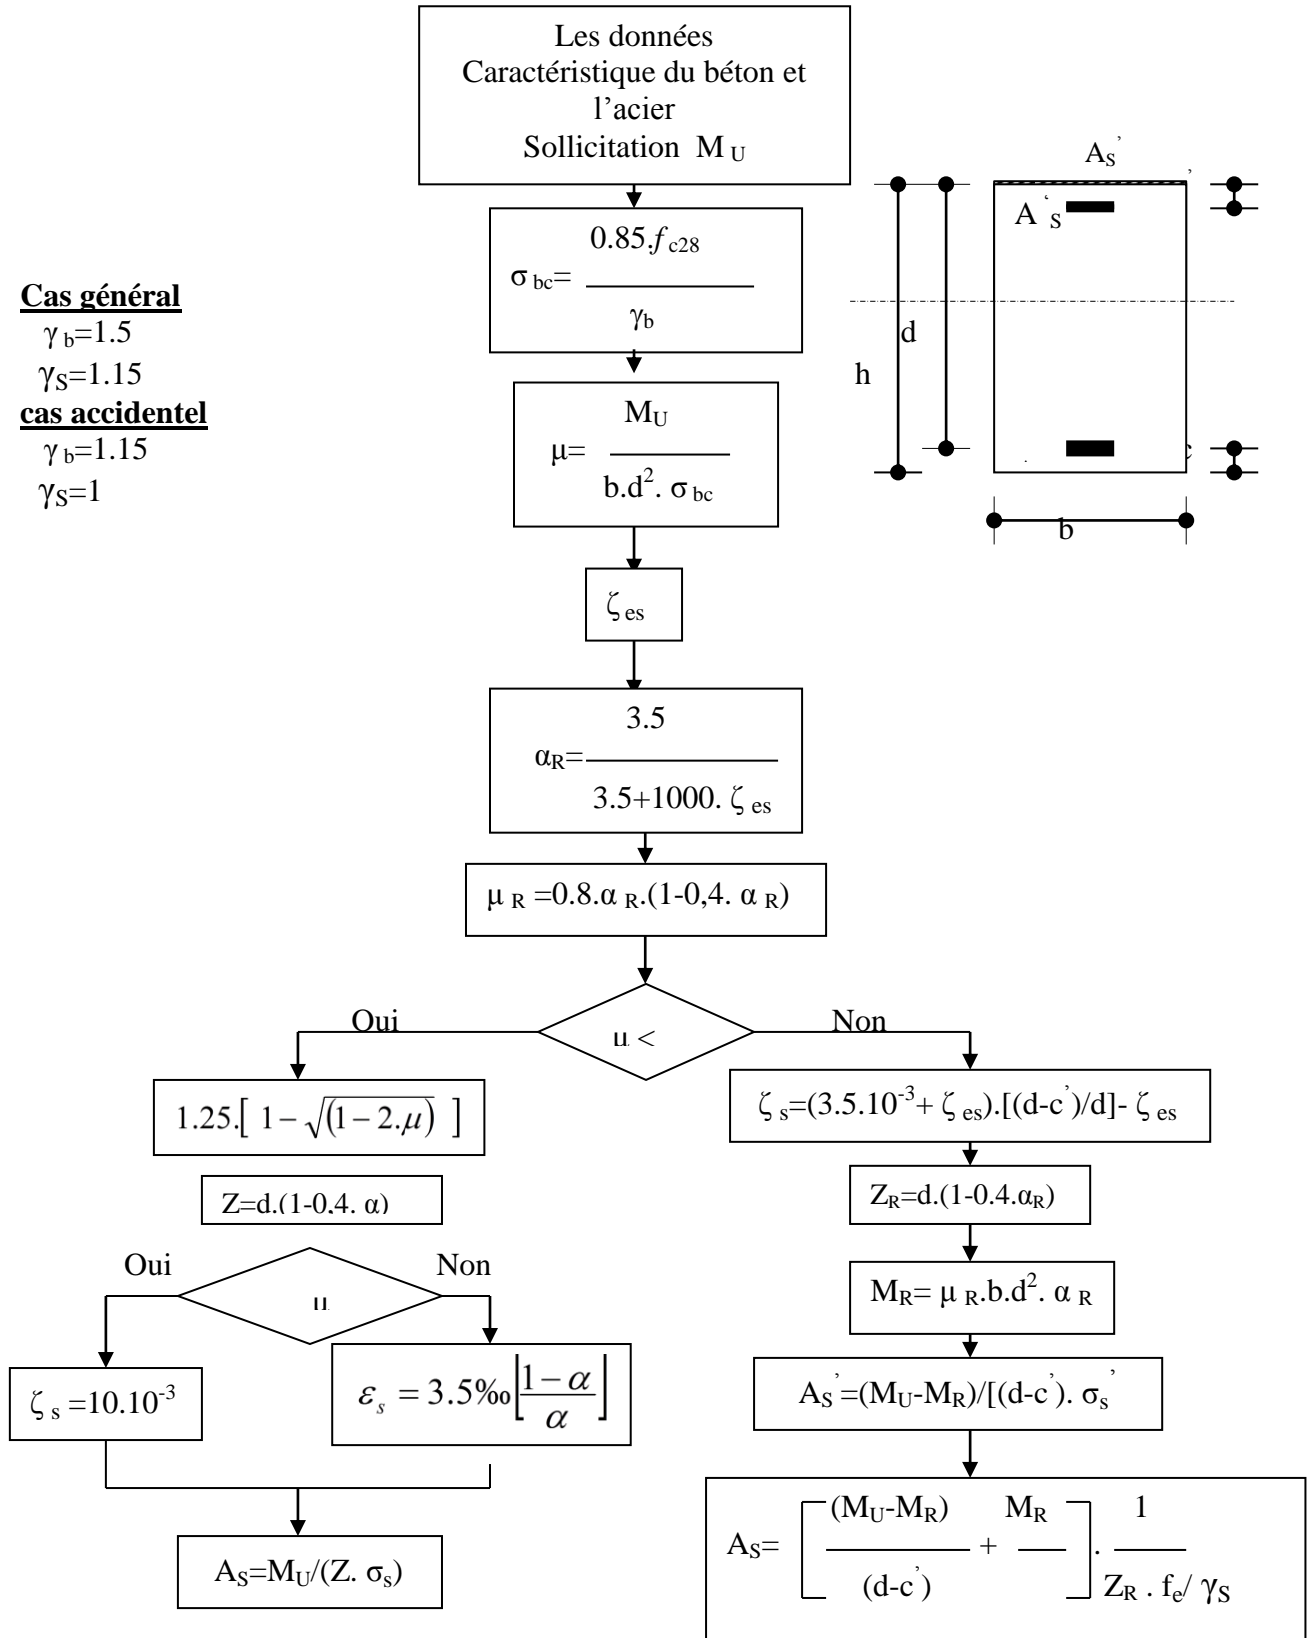 Les données
Caractéristique du béton et
l’acier
Sollicitation M U
σ bc= 0.85.fc28 / γb
Cas général
γ b=1.5
γS=1.15
cas accidentel
γ b=1.15
γS=1
AS’
A ‘s
d
h
b
μ= MU / b.d². σ bc
ζ es
αR= 3.5 / 3.5+1000. ζ es
μ R =0.8.α R.(1-0,4. α R)
Oui
μ <
Non
1.25.[ 1-√(1-2.μ) ]
Z=d.(1-0,4. α)
Oui
μ
Non
ζ s =10.10⁻³
εs = 3.5‰[1-α / α]
AS=MU/(Z. σs)
ζ s=(3.5.10⁻³+ ζ es).[(d-c’)/d]- ζ es
ZR=d.(1-0.4.αR)
MR= μ R.b.d². α R
AS’=(MU-MR)/[(d-c’). σs’
AS= [ (MU-MR) / (d-c’) + MR / ] . 1 / ZR . fe/ γS